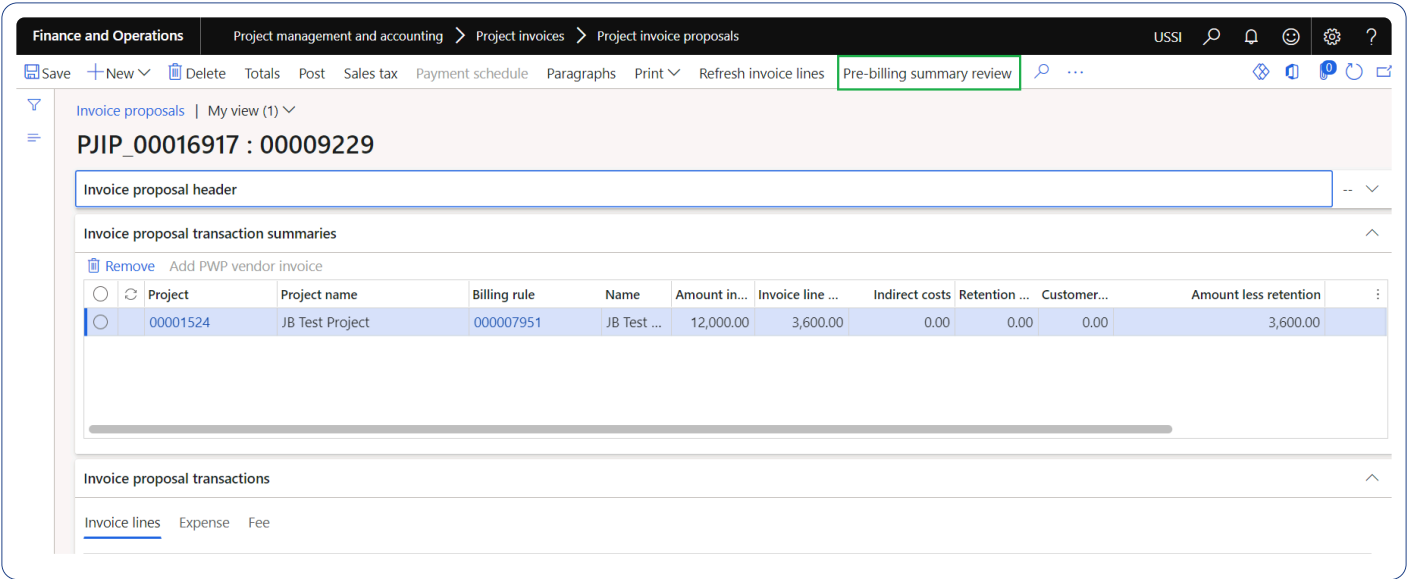 Finance and Operations Project management and accounting > Project invoices > Project invoice proposals USSI ?
Save New Delete Totals Post Sales tax Payment schedule Paragraphs Print Refresh invoice lines Pre-billing summary review ... 0
Invoice proposals | My view (1)
PJIP_00016917 : 00009229
Invoice proposal header --
Invoice proposal transaction summaries
Remove Add PWP vendor invoice
Project Project name Billing rule Name Amount in... Invoice line ... Indirect costs Retention ... Customer... Amount less retention
00001524 JB Test Project 000007951 JB Test ... 12,000.00 3,600.00 0.00 0.00 0.00 3,600.00
Invoice proposal transactions
Invoice lines Expense Fee